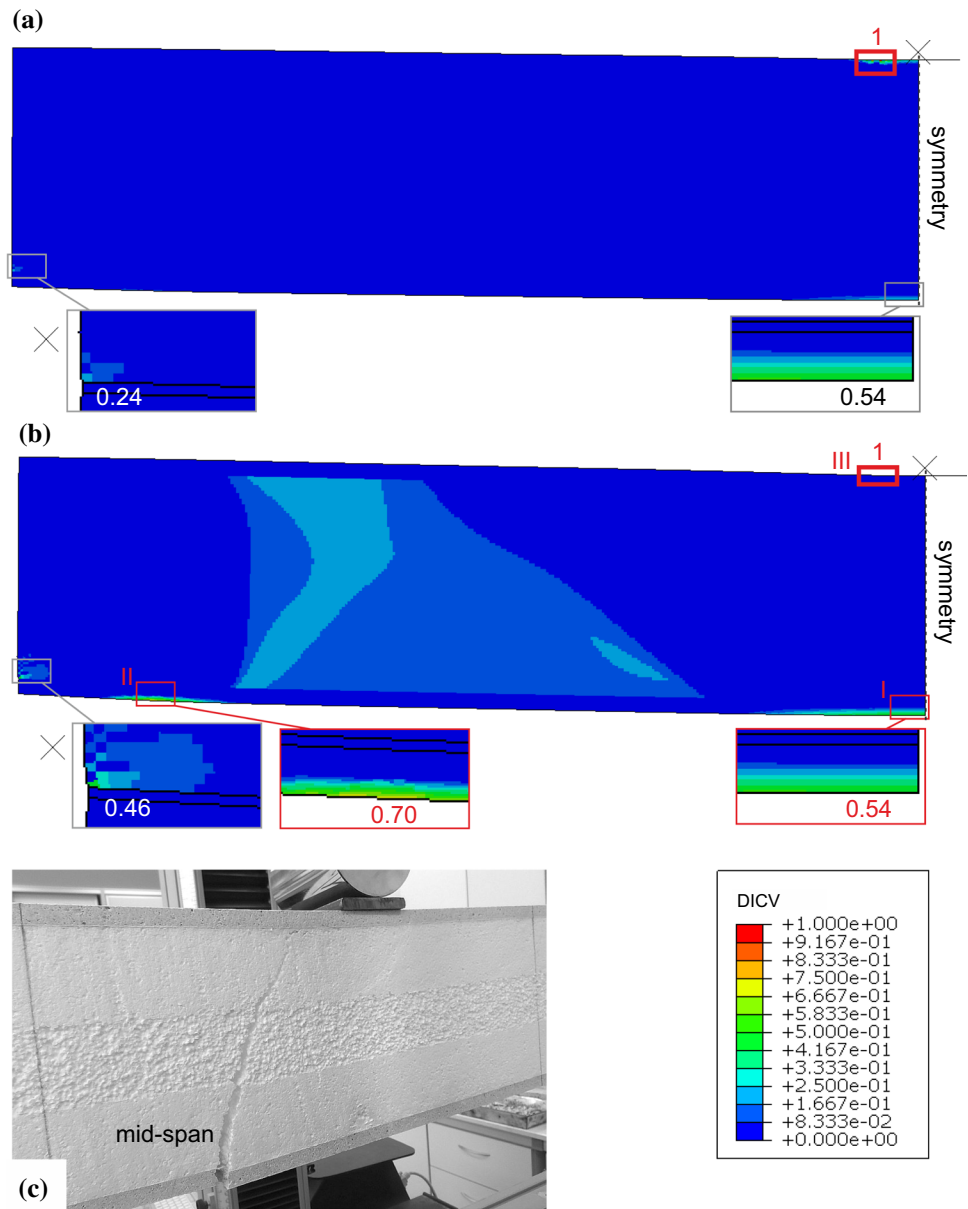 (a)
1
symmetry
0.24
0.54
(b)
III
1
symmetry
II
I
0.46
0.70
0.54
mid-span
(c)
DICV
+1.000e+00
+9.167e-01
+8.333e-01
+7.500e-01
+6.667e-01
+5.833e-01
+5.000e-01
+4.167e-01
+3.333e-01
+2.500e-01
+1.667e-01
+8.333e-02
+0.000e+00